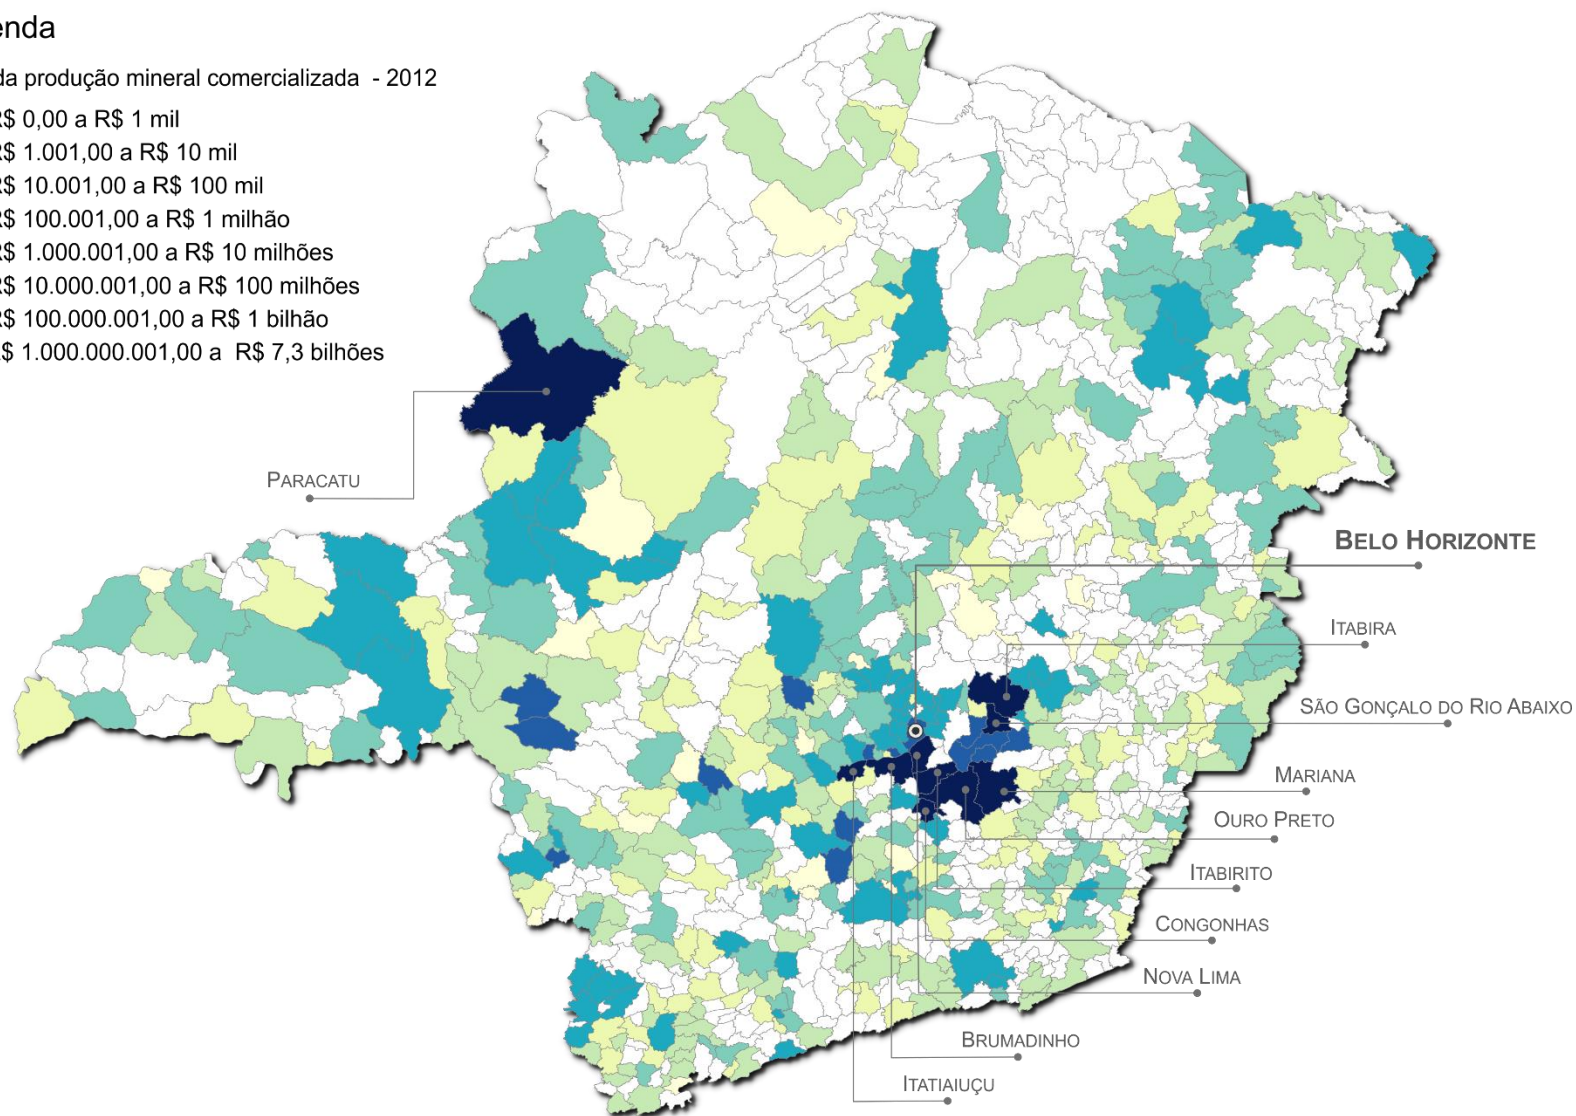 enda
da produção mineral comercializada - 2012
$ 0,00 a R$ 1 mil
$ 1.001,00 a R$ 10 mil
$ 10.001,00 a R$ 100 mil
$ 100.001,00 a R$ 1 milhão
$ 1.000.001,00 a R$ 10 milhões
$ 10.000.001,00 a R$ 100 milhões
$ 100.000.001,00 a R$ 1 bilhão
$ 1.000.000.001,00 a R$ 7,3 bilhões
PARACATU
BELO HORIZONTE
ITABIRA
SÃO GONÇALO DO RIO ABAIXO
MARIANA
OURO PRETO
ITABIRITO
CONGONHAS
NOVA LIMA
BRUMADINHO
ITATIAIUÇU